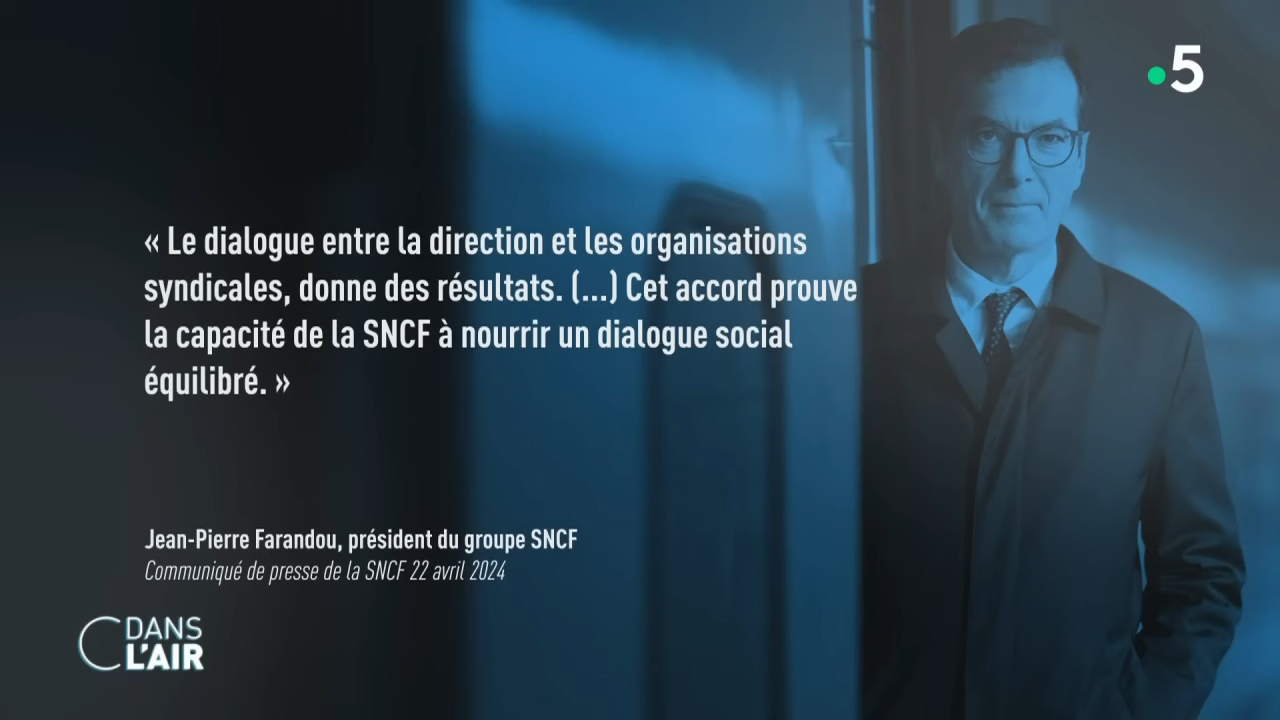 5
« Le dialogue entre la direction et les organisations
syndicales, donne des résultats. (...) Cet accord prouve
la capacité de la SNCF à nourrir un dialogue social
équilibré. »
Jean-Pierre Farandou, président du groupe SNCF
Communiqué de presse de la SNCF 22 avril 2024
C DANS
L'AIR